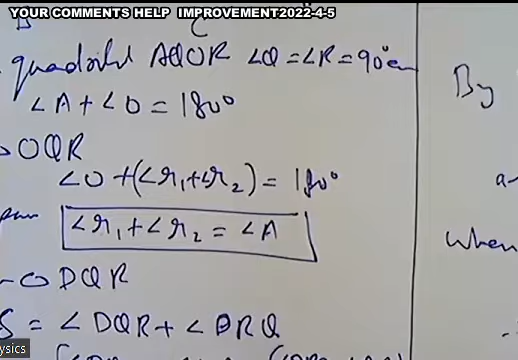 YOUR COMMENTS HELP IMPROVEMENT2022-4-5
quadrilateral AQOR ∠Q = ∠R = 90°
∠A + ∠O = 180°
OQR
∠O + (∠r₁ + ∠r₂) = 180°
∠r₁ + ∠r₂ = ∠A
DQR
S = ∠DQR + ∠DRQ
By
a
When
ysics